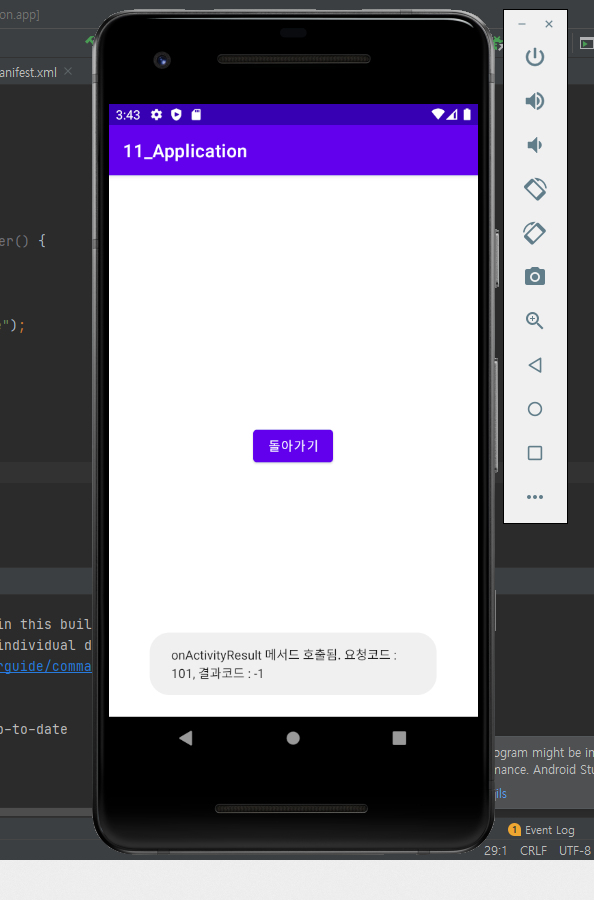 on.app]
anifest.xml
3:43
11_Application
er() {
e");
돌아가기
in this buil
individual d
rguide/comma
o-to-date
onActivityResult 메서드 호출됨. 요청코드 :
101, 결과코드 : -1
ogram might be in
mance. Android Stu
ils
1 Event Log
29:1 CRLF UTF-8